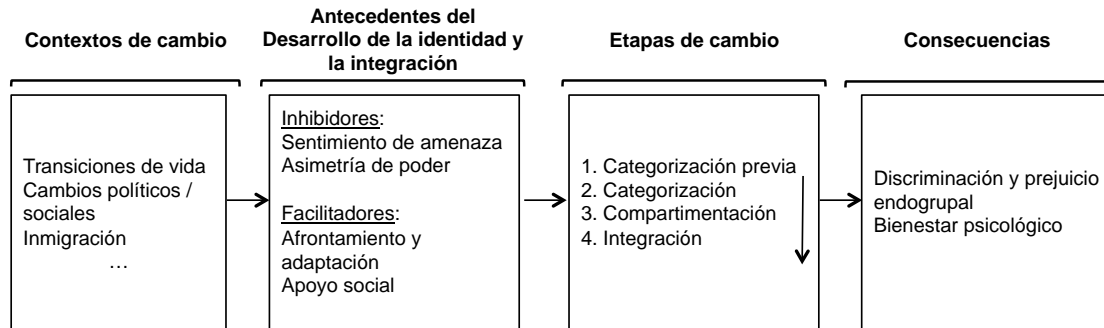 Contextos de cambio
Antecedentes del
Desarrollo de la identidad y
la integración
Etapas de cambio
Consecuencias
Transiciones de vida
Cambios políticos /
sociales
Inmigración
…
Inhibidores:
Sentimiento de amenaza
Asimetría de poder
Facilitadores:
Afrontamiento y
adaptación
Apoyo social
1. Categorización previa
2. Categorización
3. Compartimentación
4. Integración
Discriminación y prejuicio
endogrupal
Bienestar psicológico